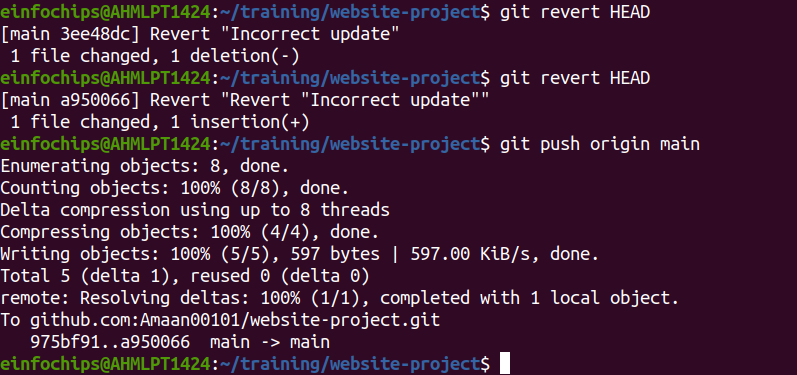 einfochips@AHMLPT1424:~/training/website-project$ git revert HEAD
[main 3ee48dc] Revert "Incorrect update"
 1 file changed, 1 deletion(-)
einfochips@AHMLPT1424:~/training/website-project$ git revert HEAD
[main a950066] Revert "Revert "Incorrect update""
 1 file changed, 1 insertion(+)
einfochips@AHMLPT1424:~/training/website-project$ git push origin main
Enumerating objects: 8, done.
Counting objects: 100% (8/8), done.
Delta compression using up to 8 threads
Compressing objects: 100% (4/4), done.
Writing objects: 100% (5/5), 597 bytes | 597.00 KiB/s, done.
Total 5 (delta 1), reused 0 (delta 0)
remote: Resolving deltas: 100% (1/1), completed with 1 local object.
To github.com:Amaan00101/website-project.git
   975bf91..a950066  main -> main
einfochips@AHMLPT1424:~/training/website-project$